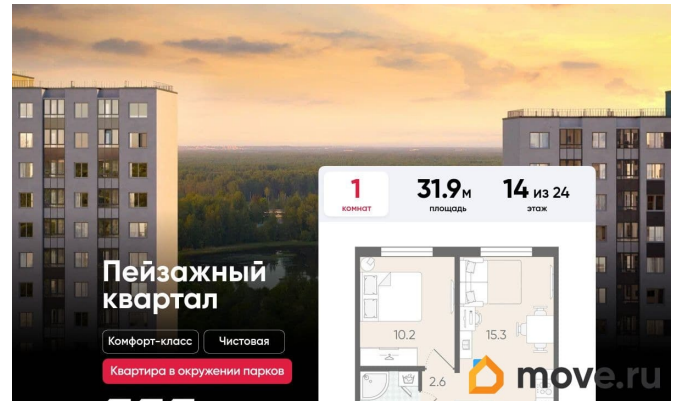 1
комнат
31.9 м
площадь
14 из 24
этаж
Пейзажный
квартал
Комфорт-класс
Чистовая
Квартира в окружении парков
10.2
15.3
2.6
move.ru